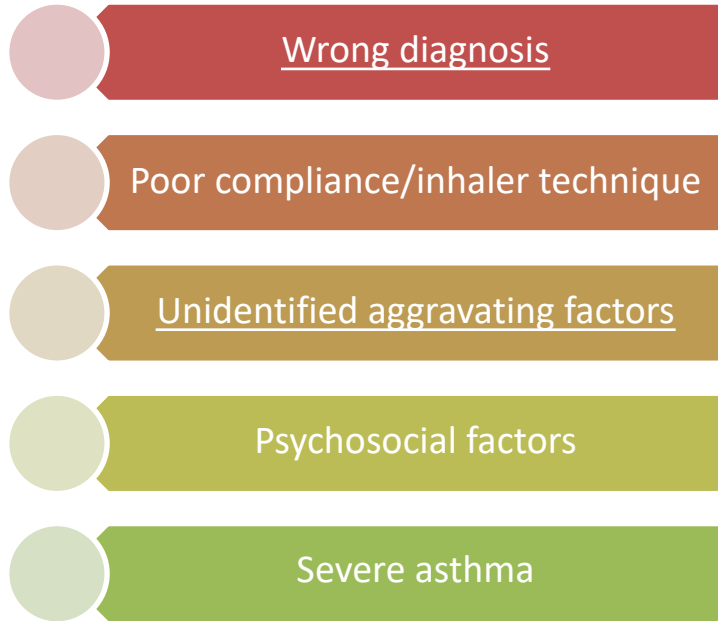 Wrong diagnosis
Poor compliance/inhaler technique
Unidentified aggravating factors
Psychosocial factors
Severe asthma